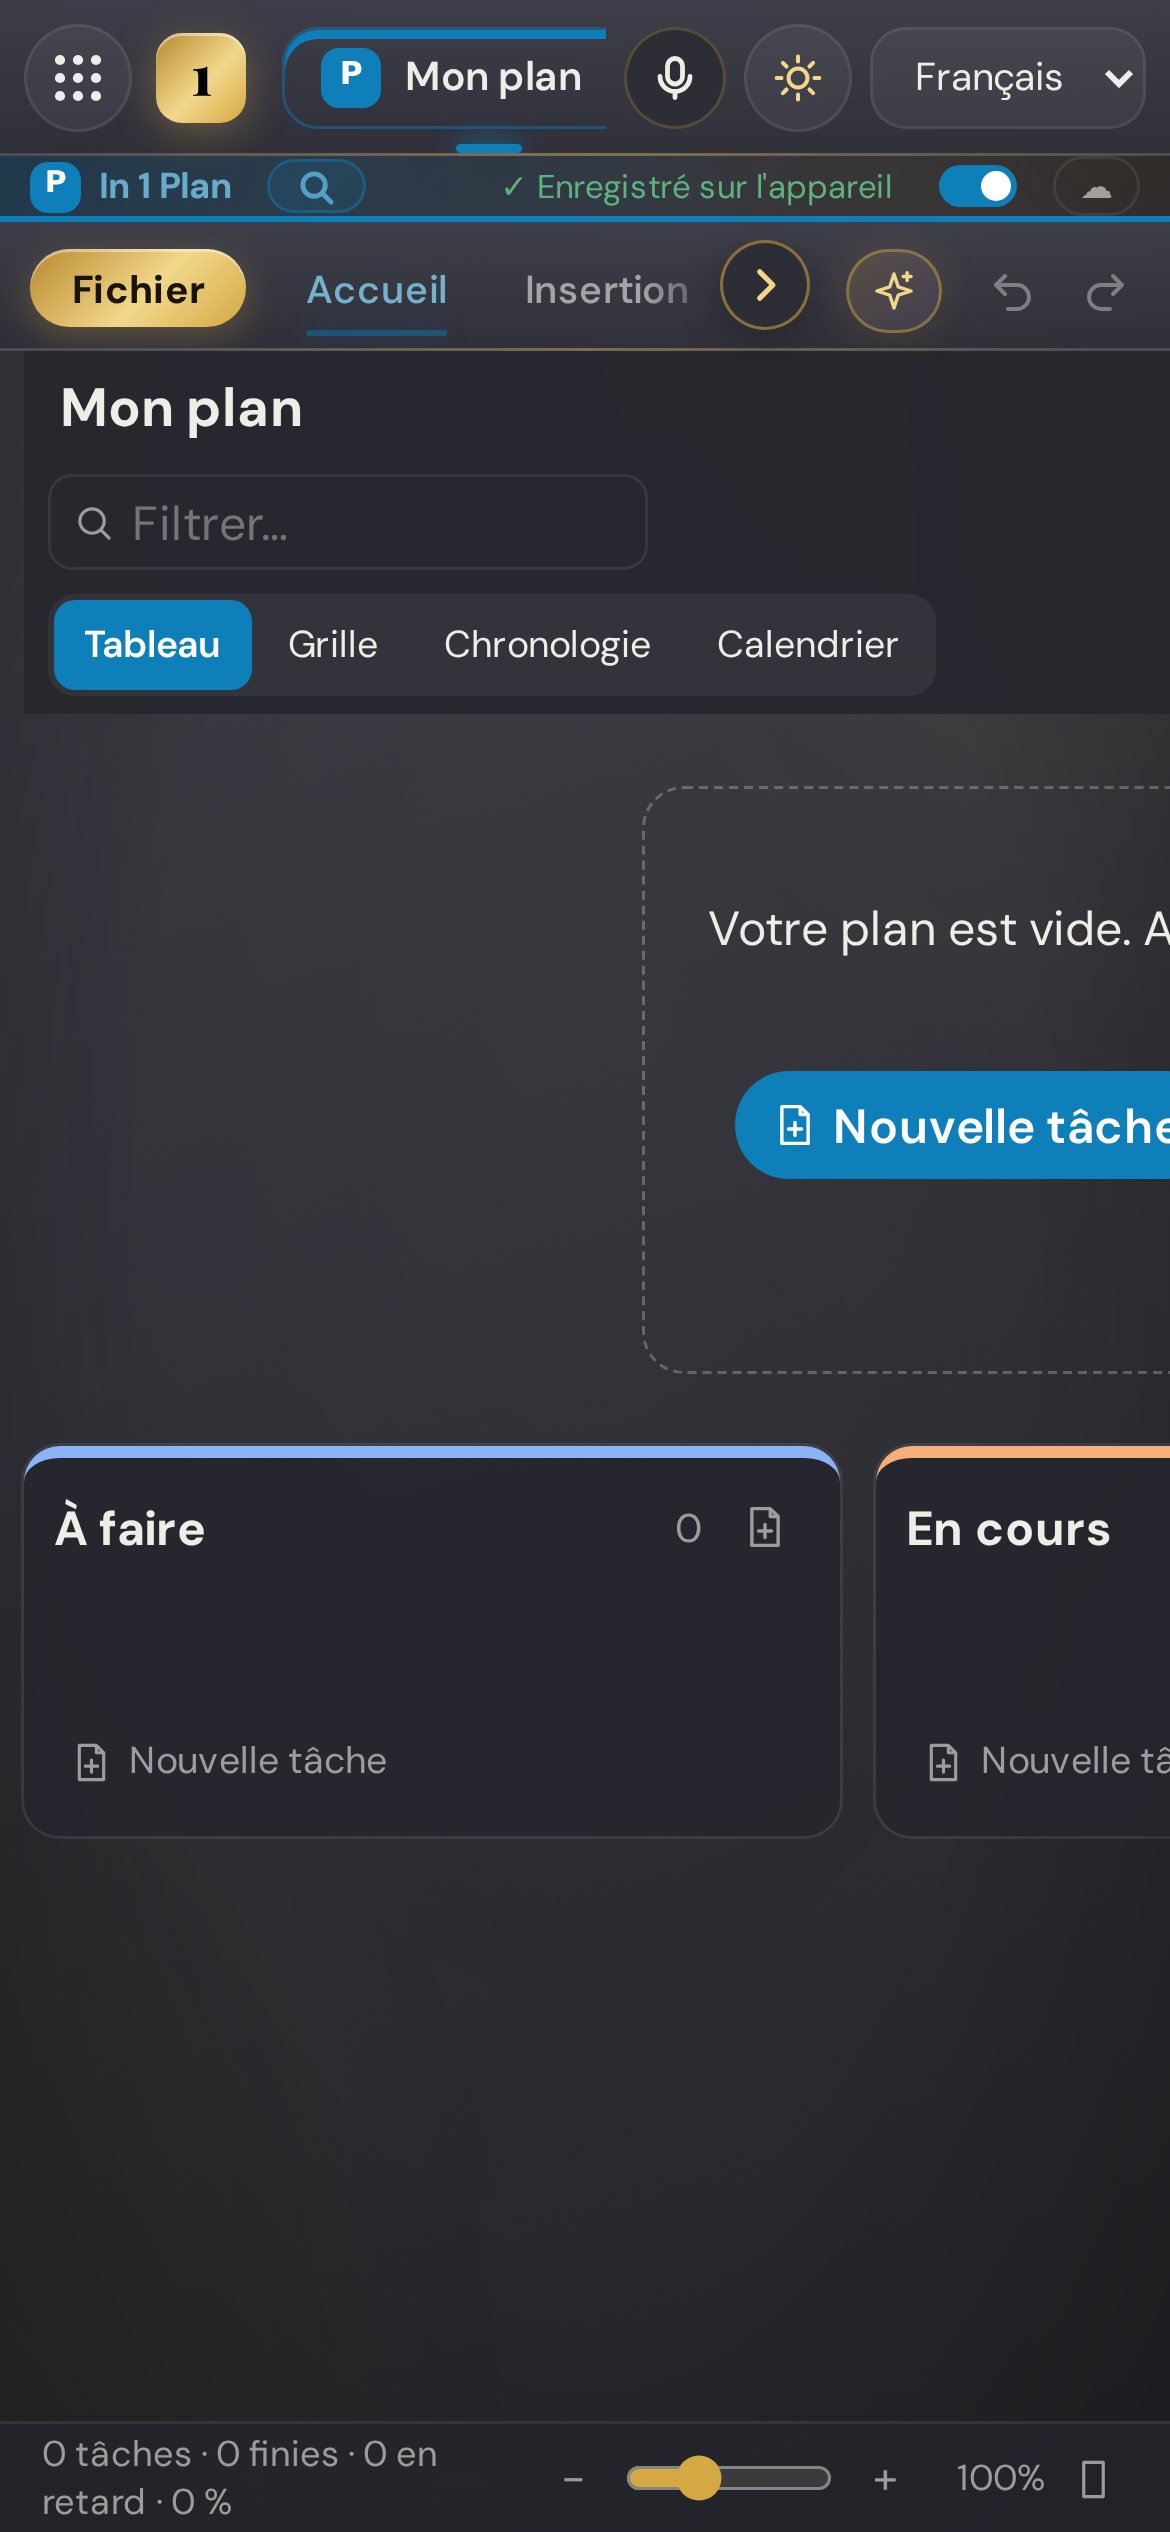 1
P Mon plan
Français
P In 1 Plan
✓ Enregistré sur l'appareil
Fichier
Accueil
Insertion
Mon plan
Filtrer...
Tableau
Grille
Chronologie
Calendrier
Votre plan est vide. A
Nouvelle tâche
À faire
0
En cours
Nouvelle tâche
Nouvelle tâ
0 tâches · 0 finies · 0 en
retard · 0 %
− + 100%